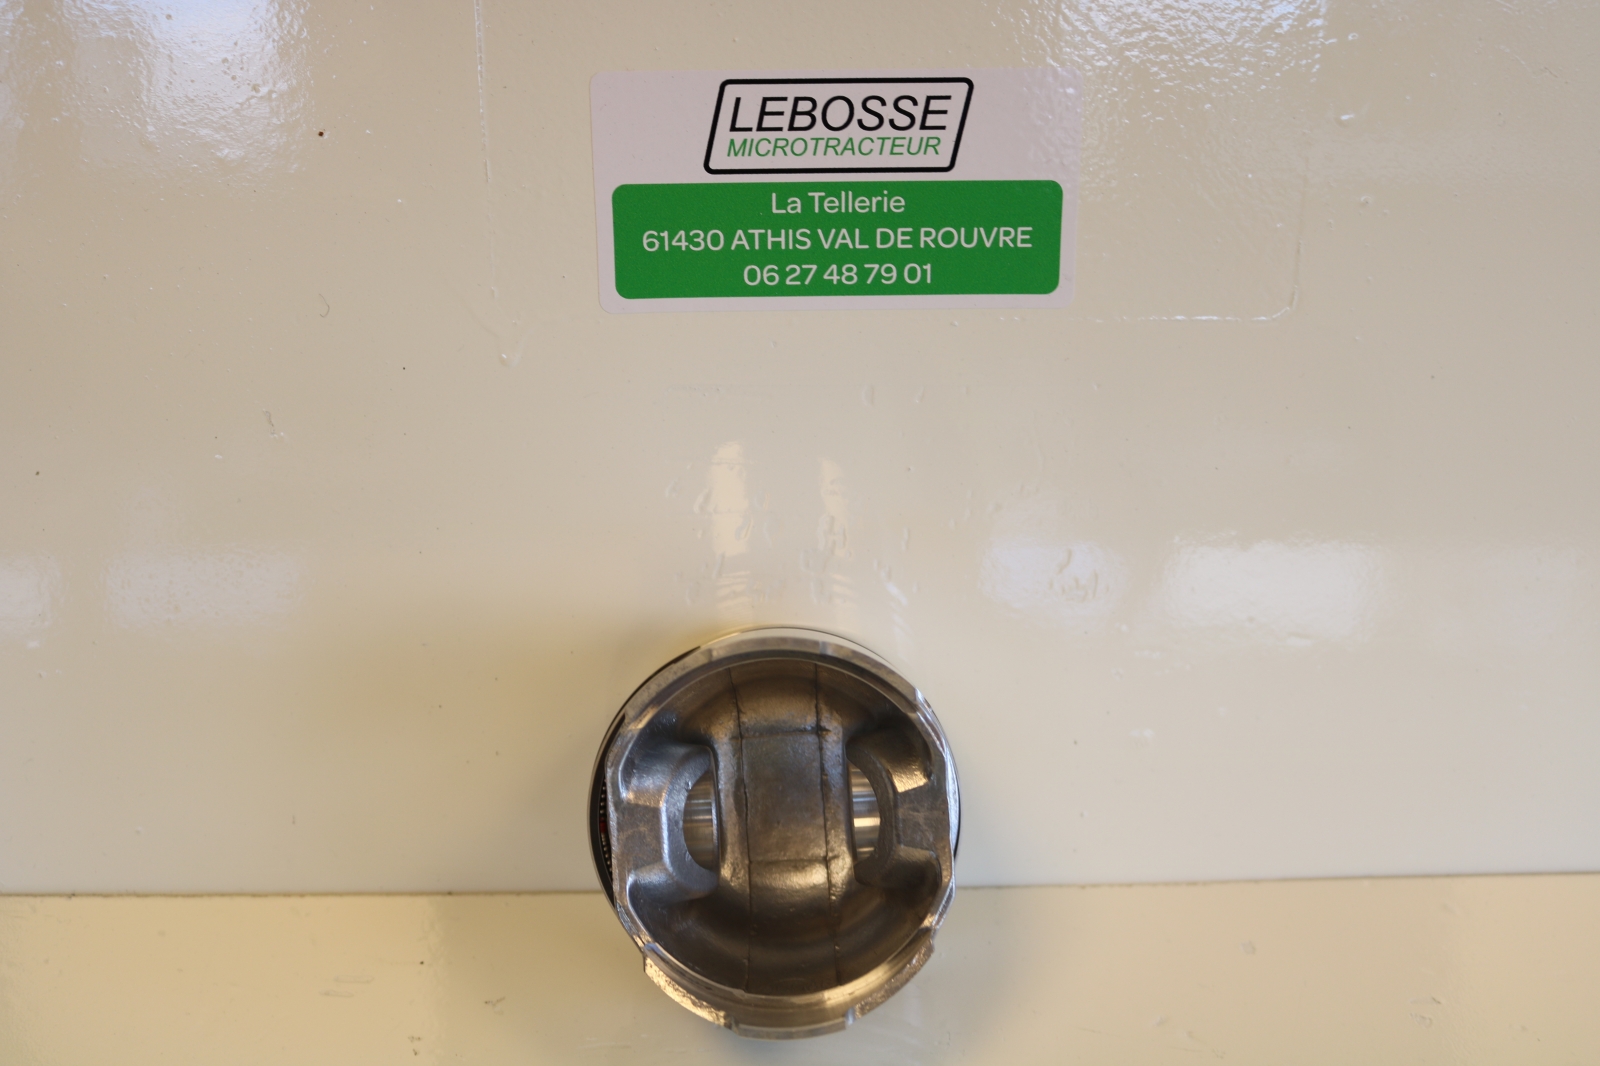 LEBOSSE
MICROTRACTEUR
La Tellerie
61430 ATHIS VAL DE ROUVRE
06 27 48 79 01